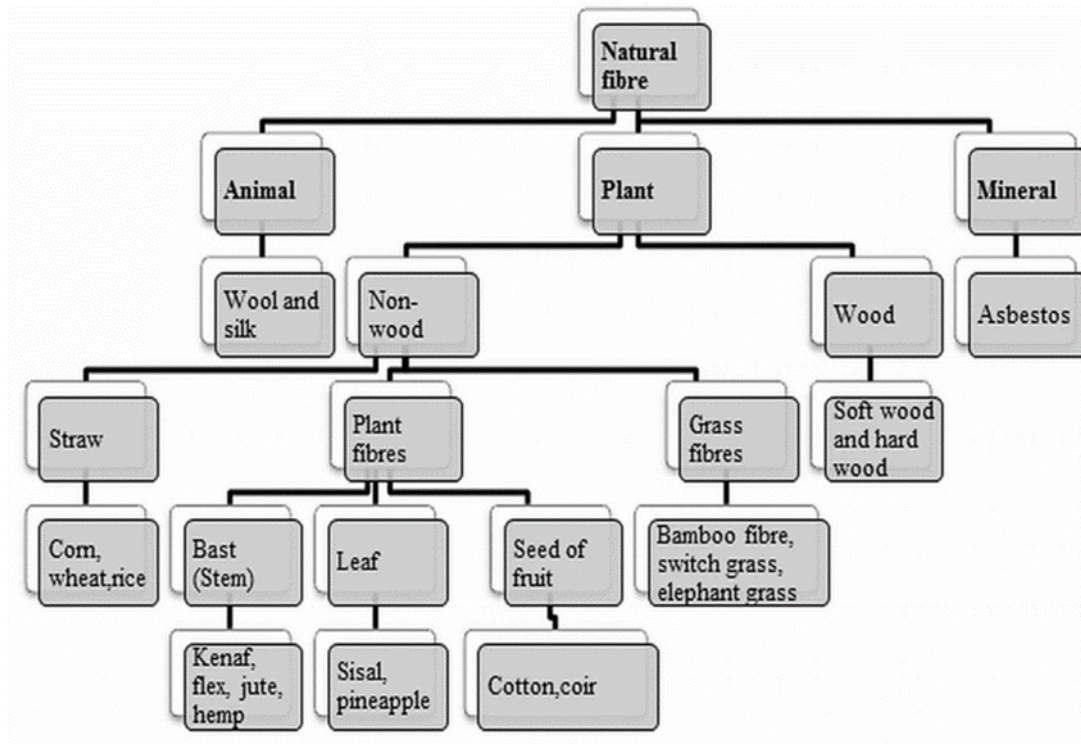 Natural
fibre
Animal
Plant
Mineral
Wool and
silk
Non-
wood
Wood
Asbestos
Straw
Plant
fibres
Grass
fibres
Soft wood
and hard
wood
Corn,
wheat,rice
Bast
(Stem)
Leaf
Seed of
fruit
Bamboo fibre,
switch grass,
elephant grass
Kenaf,
flex, jute,
hemp
Sisal,
pineapple
Cotton,coir